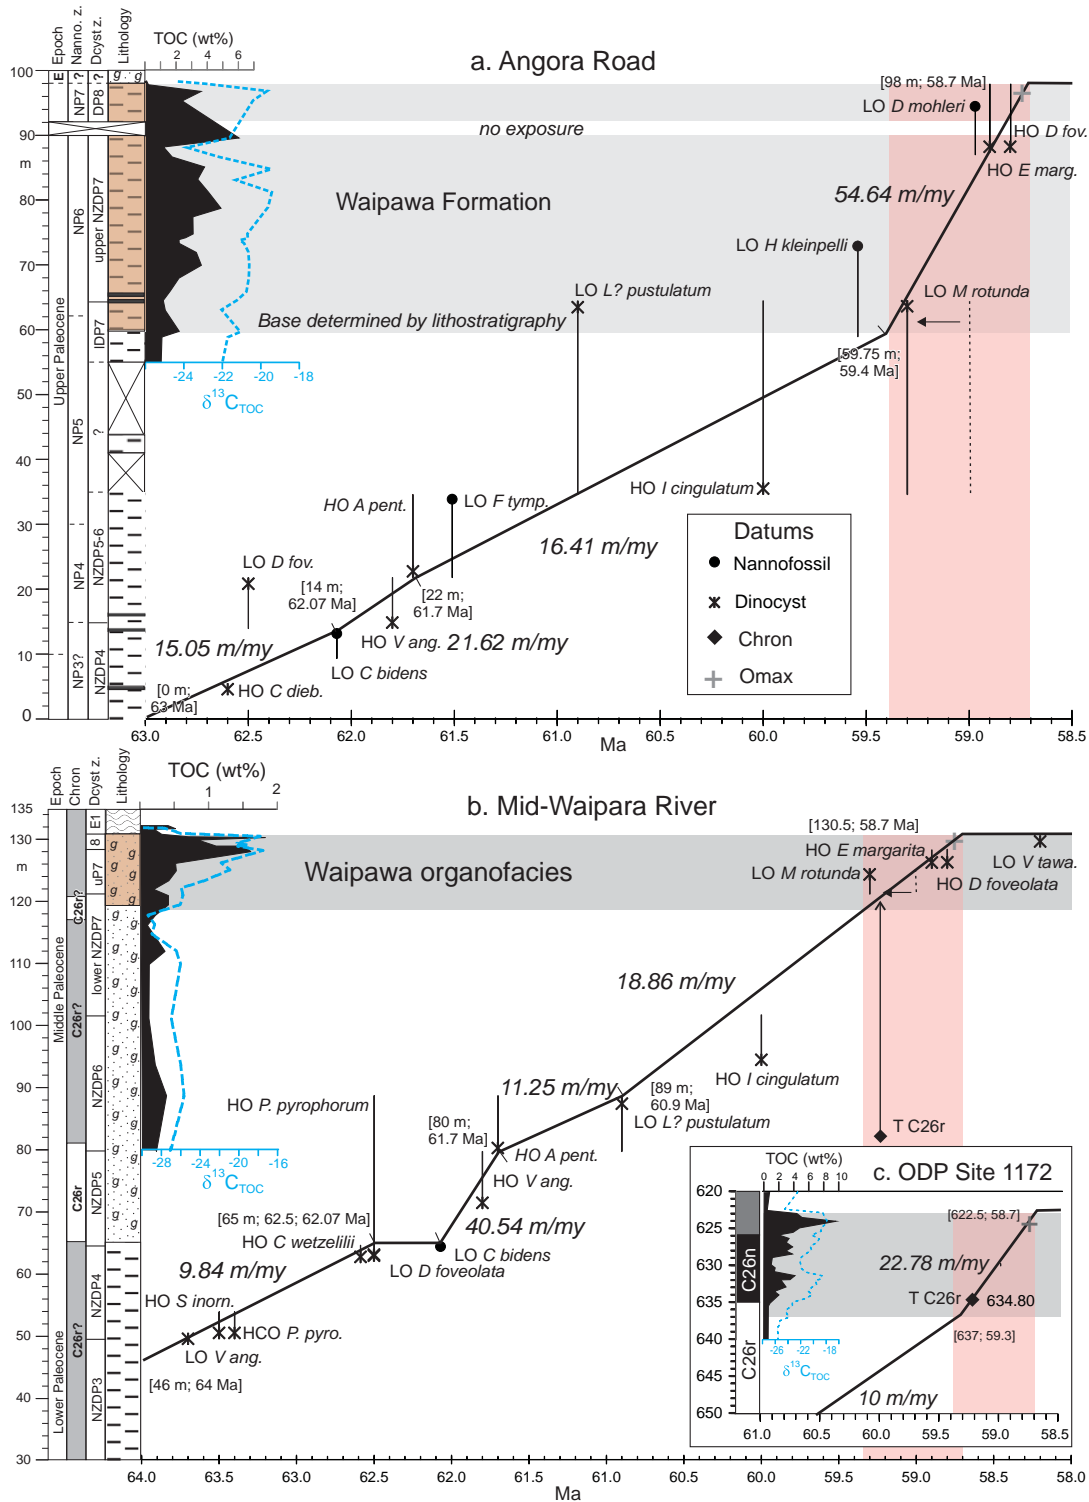 Epoch
Nanno. z.
Dcyst z.
Lithology
TOC (wt%)
2 4 6
a. Angora Road
100
90
m
80
70
60
50
40
30
20
10
0
E
?
?
g g
NP7
DP8
NP6
upper NZDP7
lDP7
Upper Paleocene
NP5
?
NP4
NZDP5-6
NP3?
NZDP4
[98 m; 58.7 Ma]
LO D mohleri
no exposure
HO D fov.
HO E marg.
54.64 m/my
Waipawa Formation
LO H kleinpelli
LO L? pustulatum
LO M rotunda
Base determined by lithostratigraphy
[59.75 m;
59.4 Ma]
-24 -22 -20 -18
δ13CTOC
HO I cingulatum
HO A pent.
LO F tymp.
16.41 m/my
LO D fov.
[14 m;
62.07 Ma]
[22 m;
61.7 Ma]
15.05 m/my
HO V ang.
21.62 m/my
LO C bidens
HO C dieb.
[0 m;
63 Ma]
Datums
Nannofossil
Dinocyst
Chron
Omax
63.0 62.5 62.0 61.5 61.0 60.5 60.0 59.5 59.0 58.5
Ma
Epoch
Chron
Dcyst z.
Lithology
TOC (wt%)
1 2
b. Mid-Waipara River
135
130
m
120
110
100
90
80
70
60
50
40
30
E1
8
uP7
C26r?
lower NZDP7
Middle Paleocene
C26r?
NZDP6
C26r
NZDP5
NZDP4
C26r?
Lower Paleocene
NZDP3
g g g g g g g g g g g g g g g g
[130.5; 58.7 Ma]
HO E margarita
LO M rotunda
LO V tawa.
HO D foveolata
Waipawa organofacies
18.86 m/my
11.25 m/my
HO I cingulatum
[89 m;
60.9 Ma]
HO P. pyrophorum
[80 m;
61.7 Ma]
LO L? pustulatum
T C26r
HO A pent.
-28 -24 -20 -16
δ13CTOC
HO V ang.
[65 m; 62.5; 62.07 Ma]
40.54 m/my
HO C wetzelilii
LO C bidens
LO D foveolata
9.84 m/my
HO S inorn.
HCO P. pyro.
LO V ang.
[46 m; 64 Ma]
64.0 63.5 63.0 62.5 62.0 61.5 61.0 60.5 60.0 59.5 59.0 58.5 58.0
Ma
TOC (wt%)
0 2 4 6 8 10
c. ODP Site 1172
620
625
630
635
640
645
650
C26n
C26r
[622.5; 58.7]
22.78 m/my
T C26r
634.80
[637; 59.3]
-26 -22 -18
δ13CTOC
10 m/my
61.0 60.5 60.0 59.5 59.0 58.5